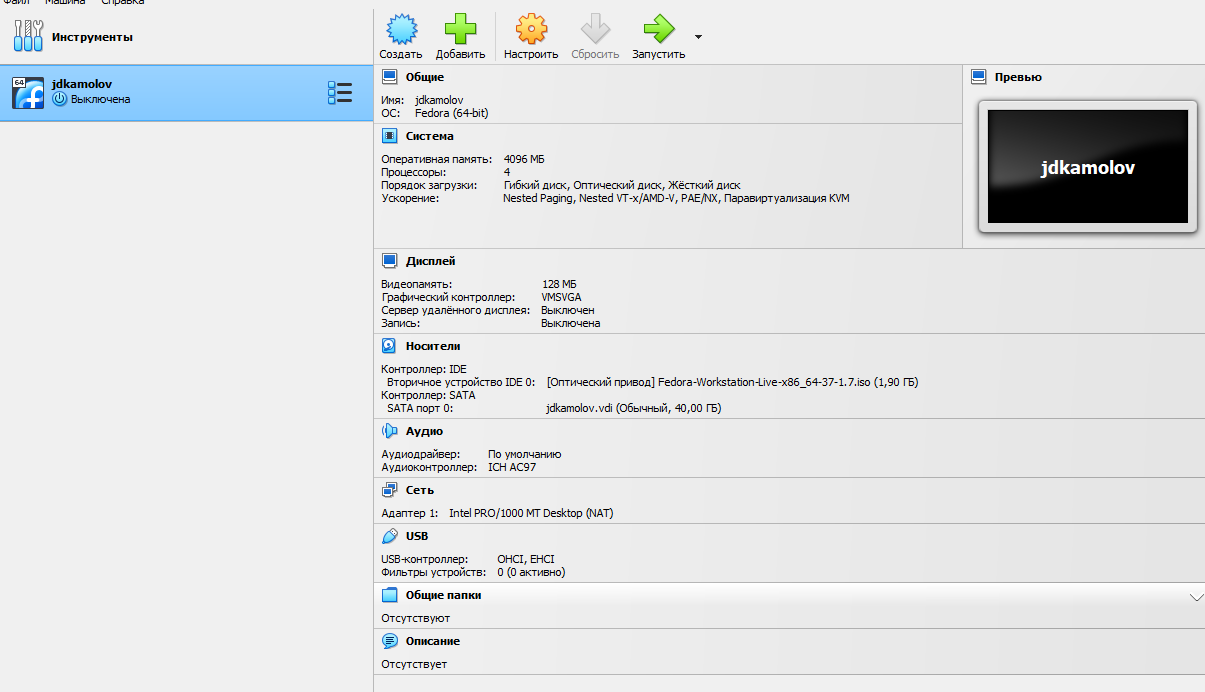 Файл Машина Справка
Инструменты
Создать Добавить Настроить Сбросить Запустить
64
jdkamolov
Выключена
Общие
Имя: jdkamolov
ОС: Fedora (64-bit)
Превью
jdkamolov
Система
Оперативная память: 4096 МБ
Процессоры: 4
Порядок загрузки: Гибкий диск, Оптический диск, Жёсткий диск
Ускорение: Nested Paging, Nested VT-x/AMD-V, PAE/NX, Паравиртуализация KVM
Дисплей
Видеопамять: 128 МБ
Графический контроллер: VMSVGA
Сервер удалённого дисплея: Выключен
Запись: Выключена
Носители
Контроллер: IDE
Вторичное устройство IDE 0: [Оптический привод] Fedora-Workstation-Live-x86_64-37-1.7.iso (1,90 ГБ)
Контроллер: SATA
SATA порт 0: jdkamolov.vdi (Обычный, 40,00 ГБ)
Аудио
Аудиодрайвер: По умолчанию
Аудиоконтроллер: ICH AC97
Сеть
Адаптер 1: Intel PRO/1000 MT Desktop (NAT)
USB
USB-контроллер: OHCI, EHCI
Фильтры устройств: 0 (0 активно)
Общие папки
Отсутствуют
Описание
Отсутствует